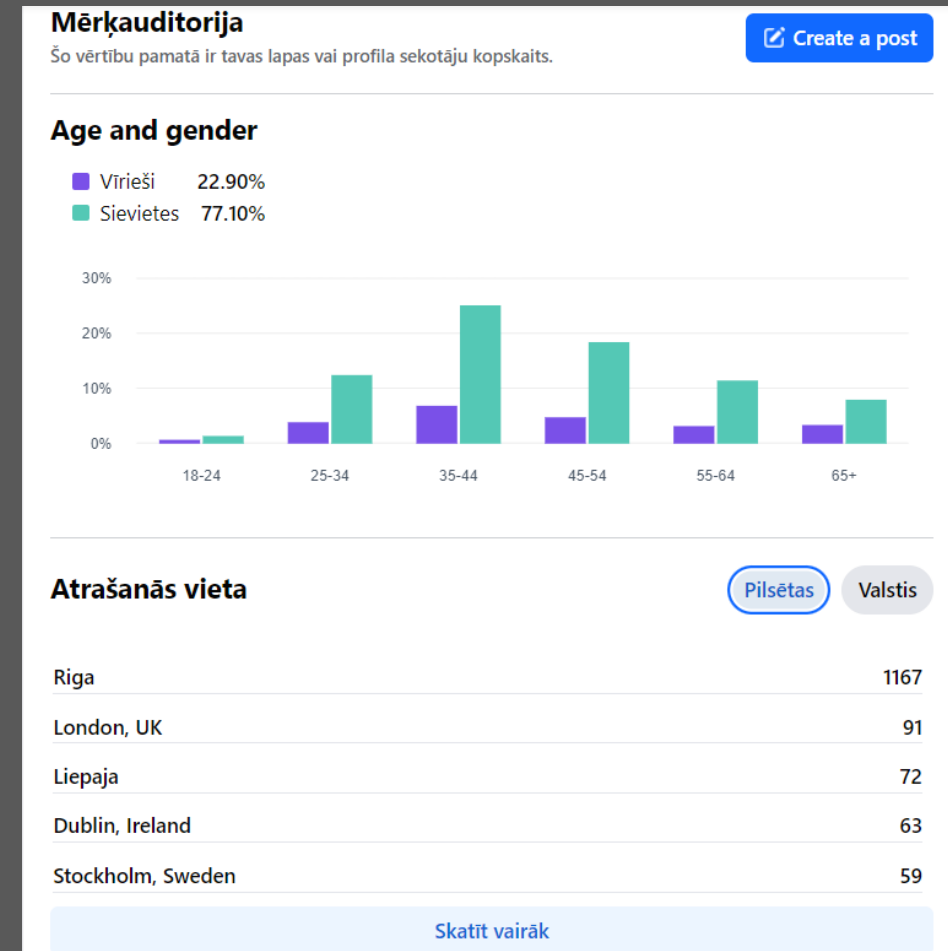 Mērķauditorija
Šo vērtību pamatā ir tavas lapas vai profila sekotāju kopskaits.
Create a post
Age and gender
Vīrieši 22.90%
Sievietes 77.10%
30%
20%
10%
0%
18-24 25-34 35-44 45-54 55-64 65+
Atrašanās vieta
Pilsētas Valstis
Riga 1167
London, UK 91
Liepaja 72
Dublin, Ireland 63
Stockholm, Sweden 59
Skatīt vairāk